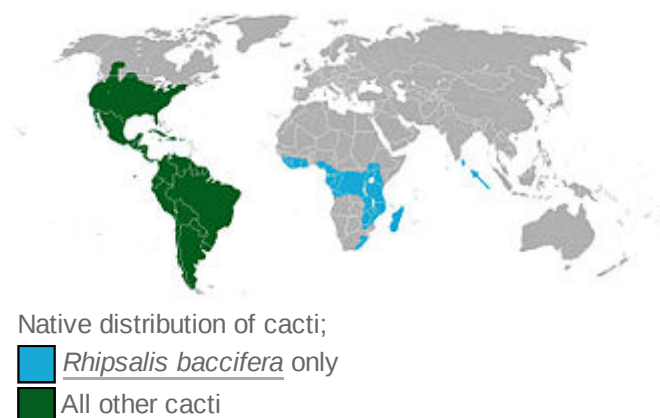 Native distribution of cacti;
Rhipsalis baccifera only
All other cacti